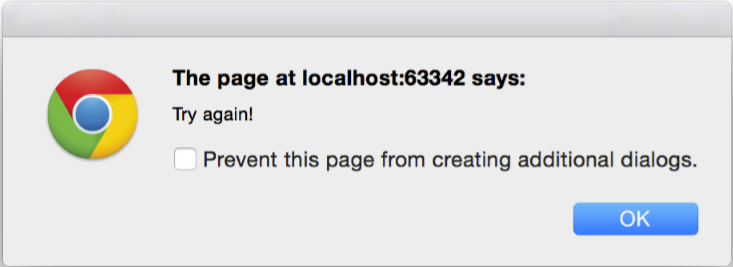 The page at localhost:63342 says:
Try again!
Prevent this page from creating additional dialogs.
OK